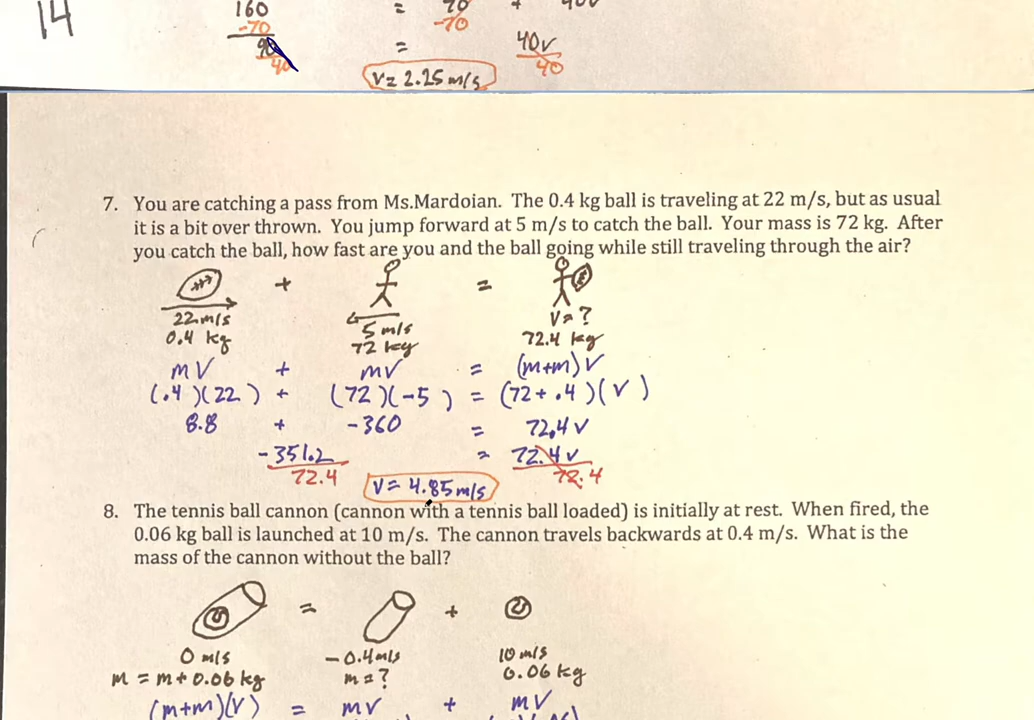 14
160 = 70 + 40v
-70 -70
90 = 40v
40 40
v = 2.25 m/s
7. You are catching a pass from Ms.Mardoian. The 0.4 kg ball is traveling at 22 m/s, but as usual
it is a bit over thrown. You jump forward at 5 m/s to catch the ball. Your mass is 72 kg. After
you catch the ball, how fast are you and the ball going while still traveling through the air?
+ =
22 m/s 5 m/s v = ?
0.4 kg 72 kg 72.4 kg
mv + mv = (m+m)v
(.4)(22) + (72)(-5) = (72+.4)(v)
8.8 + -360 = 72.4v
-351.2 = 72.4v
72.4 72.4
v = 4.85 m/s
8. The tennis ball cannon (cannon with a tennis ball loaded) is initially at rest. When fired, the
0.06 kg ball is launched at 10 m/s. The cannon travels backwards at 0.4 m/s. What is the
mass of the cannon without the ball?
= +
0 m/s -0.4 m/s 10 m/s
m = m + 0.06 kg m = ? 0.06 kg
(m+m)(v) = mv + mv